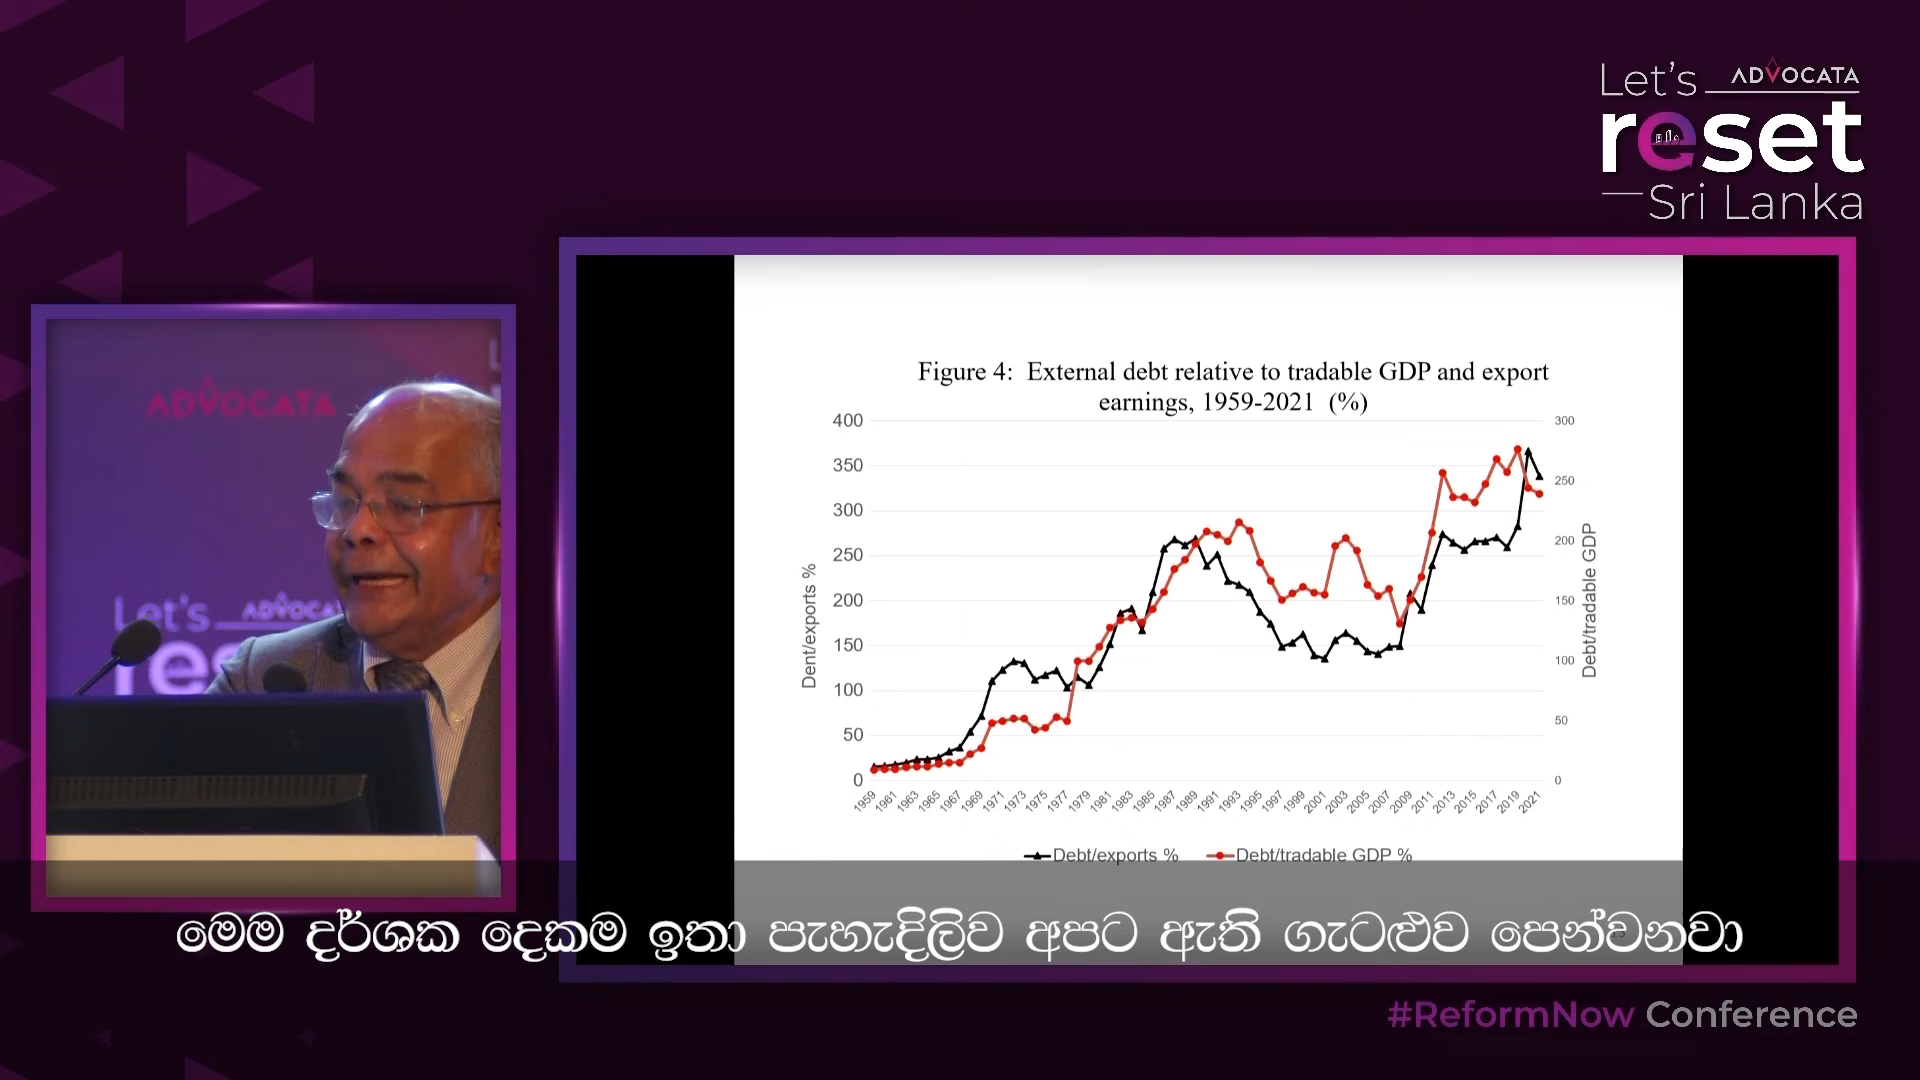 Let's ADVOCATA
reset
Sri Lanka
ADVOCATA
Let's ADVOCA
res
Figure 4: External debt relative to tradable GDP and export
earnings, 1959-2021 (%)
400
350
300
250
200
150
100
50
0
Dent/exports %
300
250
200
150
100
50
0
Debt/tradable GDP
1959 1961 1963 1965 1967 1969 1971 1973 1975 1977 1979 1981 1983 1985 1987 1989 1991 1993 1995 1997 1999 2001 2003 2005 2007 2009 2011 2013 2015 2017 2019 2021
Debt/exports % Debt/tradable GDP %
මෙම දර්ශක දෙකම ඉතා පැහැදිලිව අපට ඇති ගැටළුව පෙන්වනවා
#ReformNow Conference